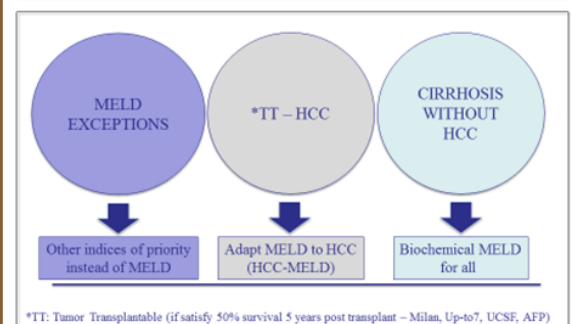 MELD
EXCEPTIONS
*TT – HCC
CIRRHOSIS
WITHOUT
HCC
Other indices of priority
instead of MELD
Adapt MELD to HCC
(HCC-MELD)
Biochemical MELD
for all
*TT: Tumor Transplantable (if satisfy 50% survival 5 years post transplant – Milan, Up-to7, UCSF, AFP)